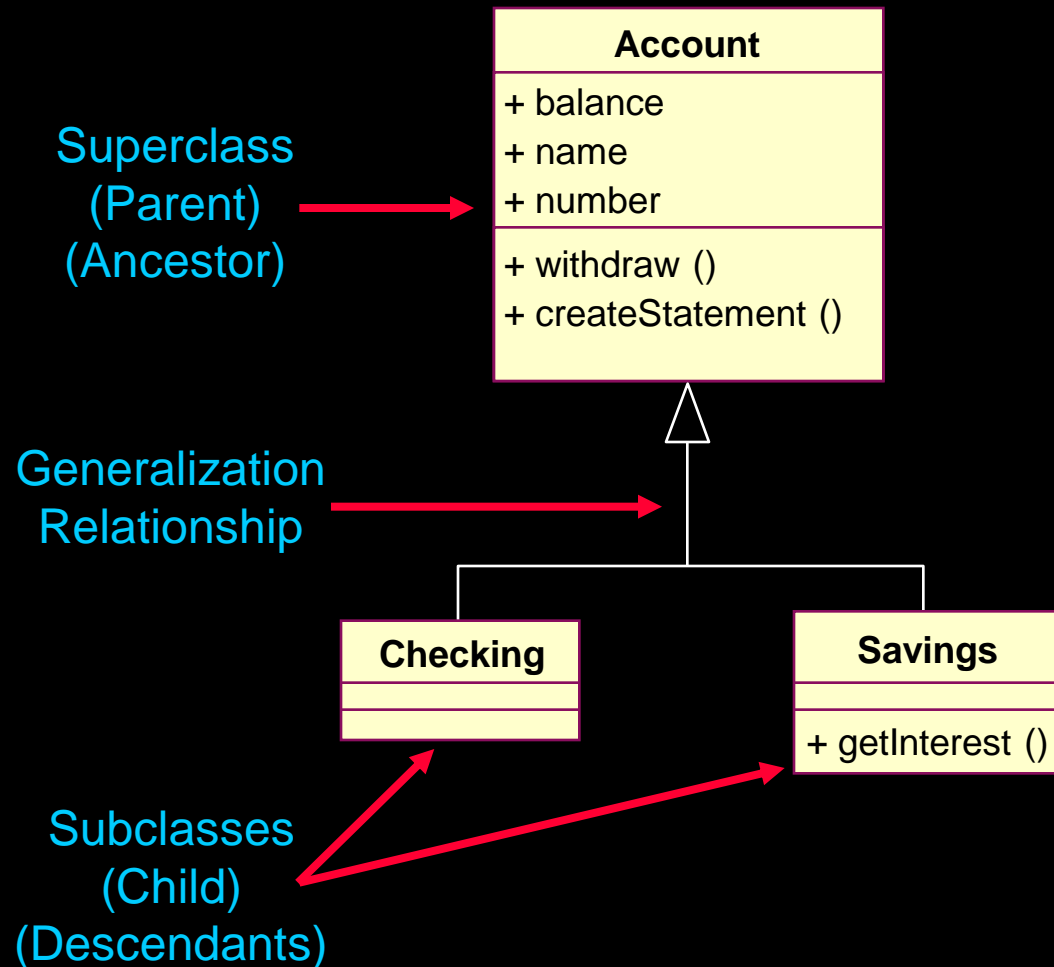 Account
+ balance
+ name
+ number
+ withdraw ()
+ createStatement ()
Superclass
(Parent)
(Ancestor)
Generalization
Relationship
Checking
Savings
+ getInterest ()
Subclasses
(Child)
(Descendants)